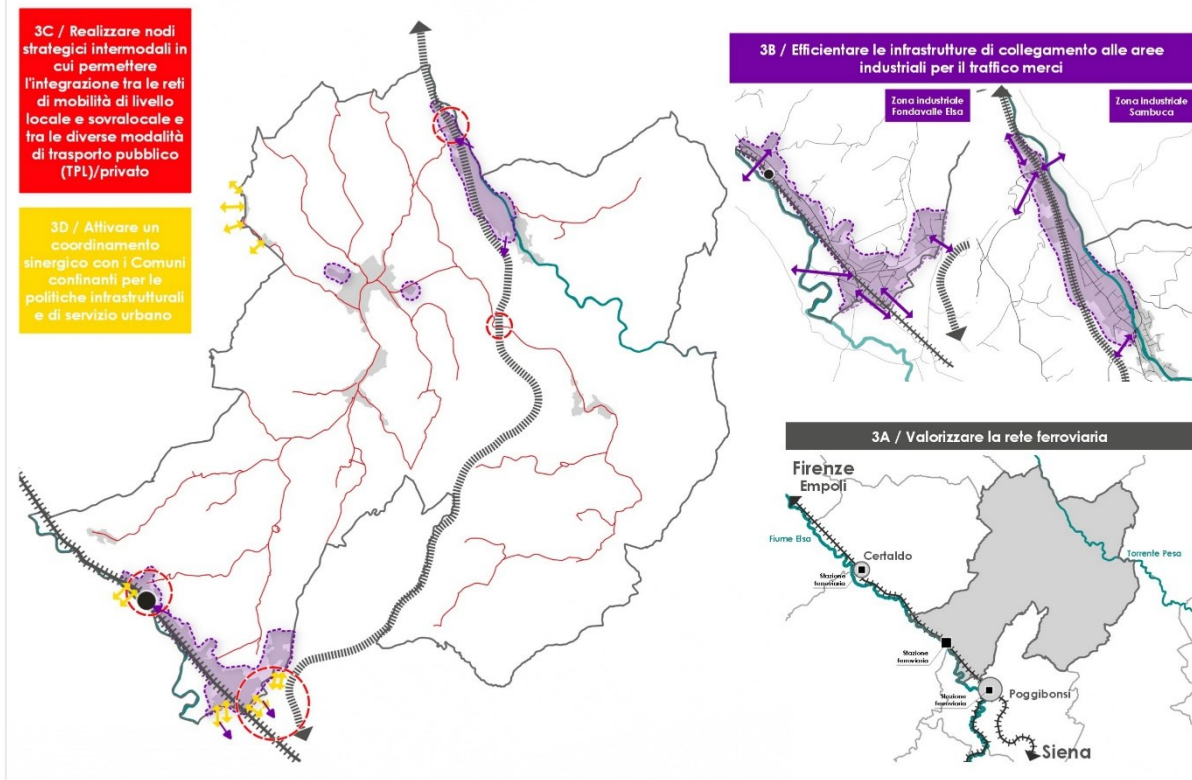 3C / Realizzare nodi
strategici intermodali in
cui permettere
l'integrazione tra le reti
di mobilità di livello
locale e sovralocale e
tra le diverse modalità
di trasporto pubblico
(TPL)/privato
3D / Attivare un
coordinamento
sinergico con i Comuni
confinanti per le
politiche infrastrutturali
e di servizio urbano
3B / Efficientare le infrastrutture di collegamento alle aree
industriali per il traffico merci
Zona industriale
Fondavalle Elsa
Zona industriale
Sambuca
3A / Valorizzare la rete ferroviaria
Firenze
Empoli
Fiume Elsa
Certaldo
Stazione
ferroviaria
Torrente Pesa
Stazione
ferroviaria
Stazione
ferroviaria
Poggibonsi
Siena